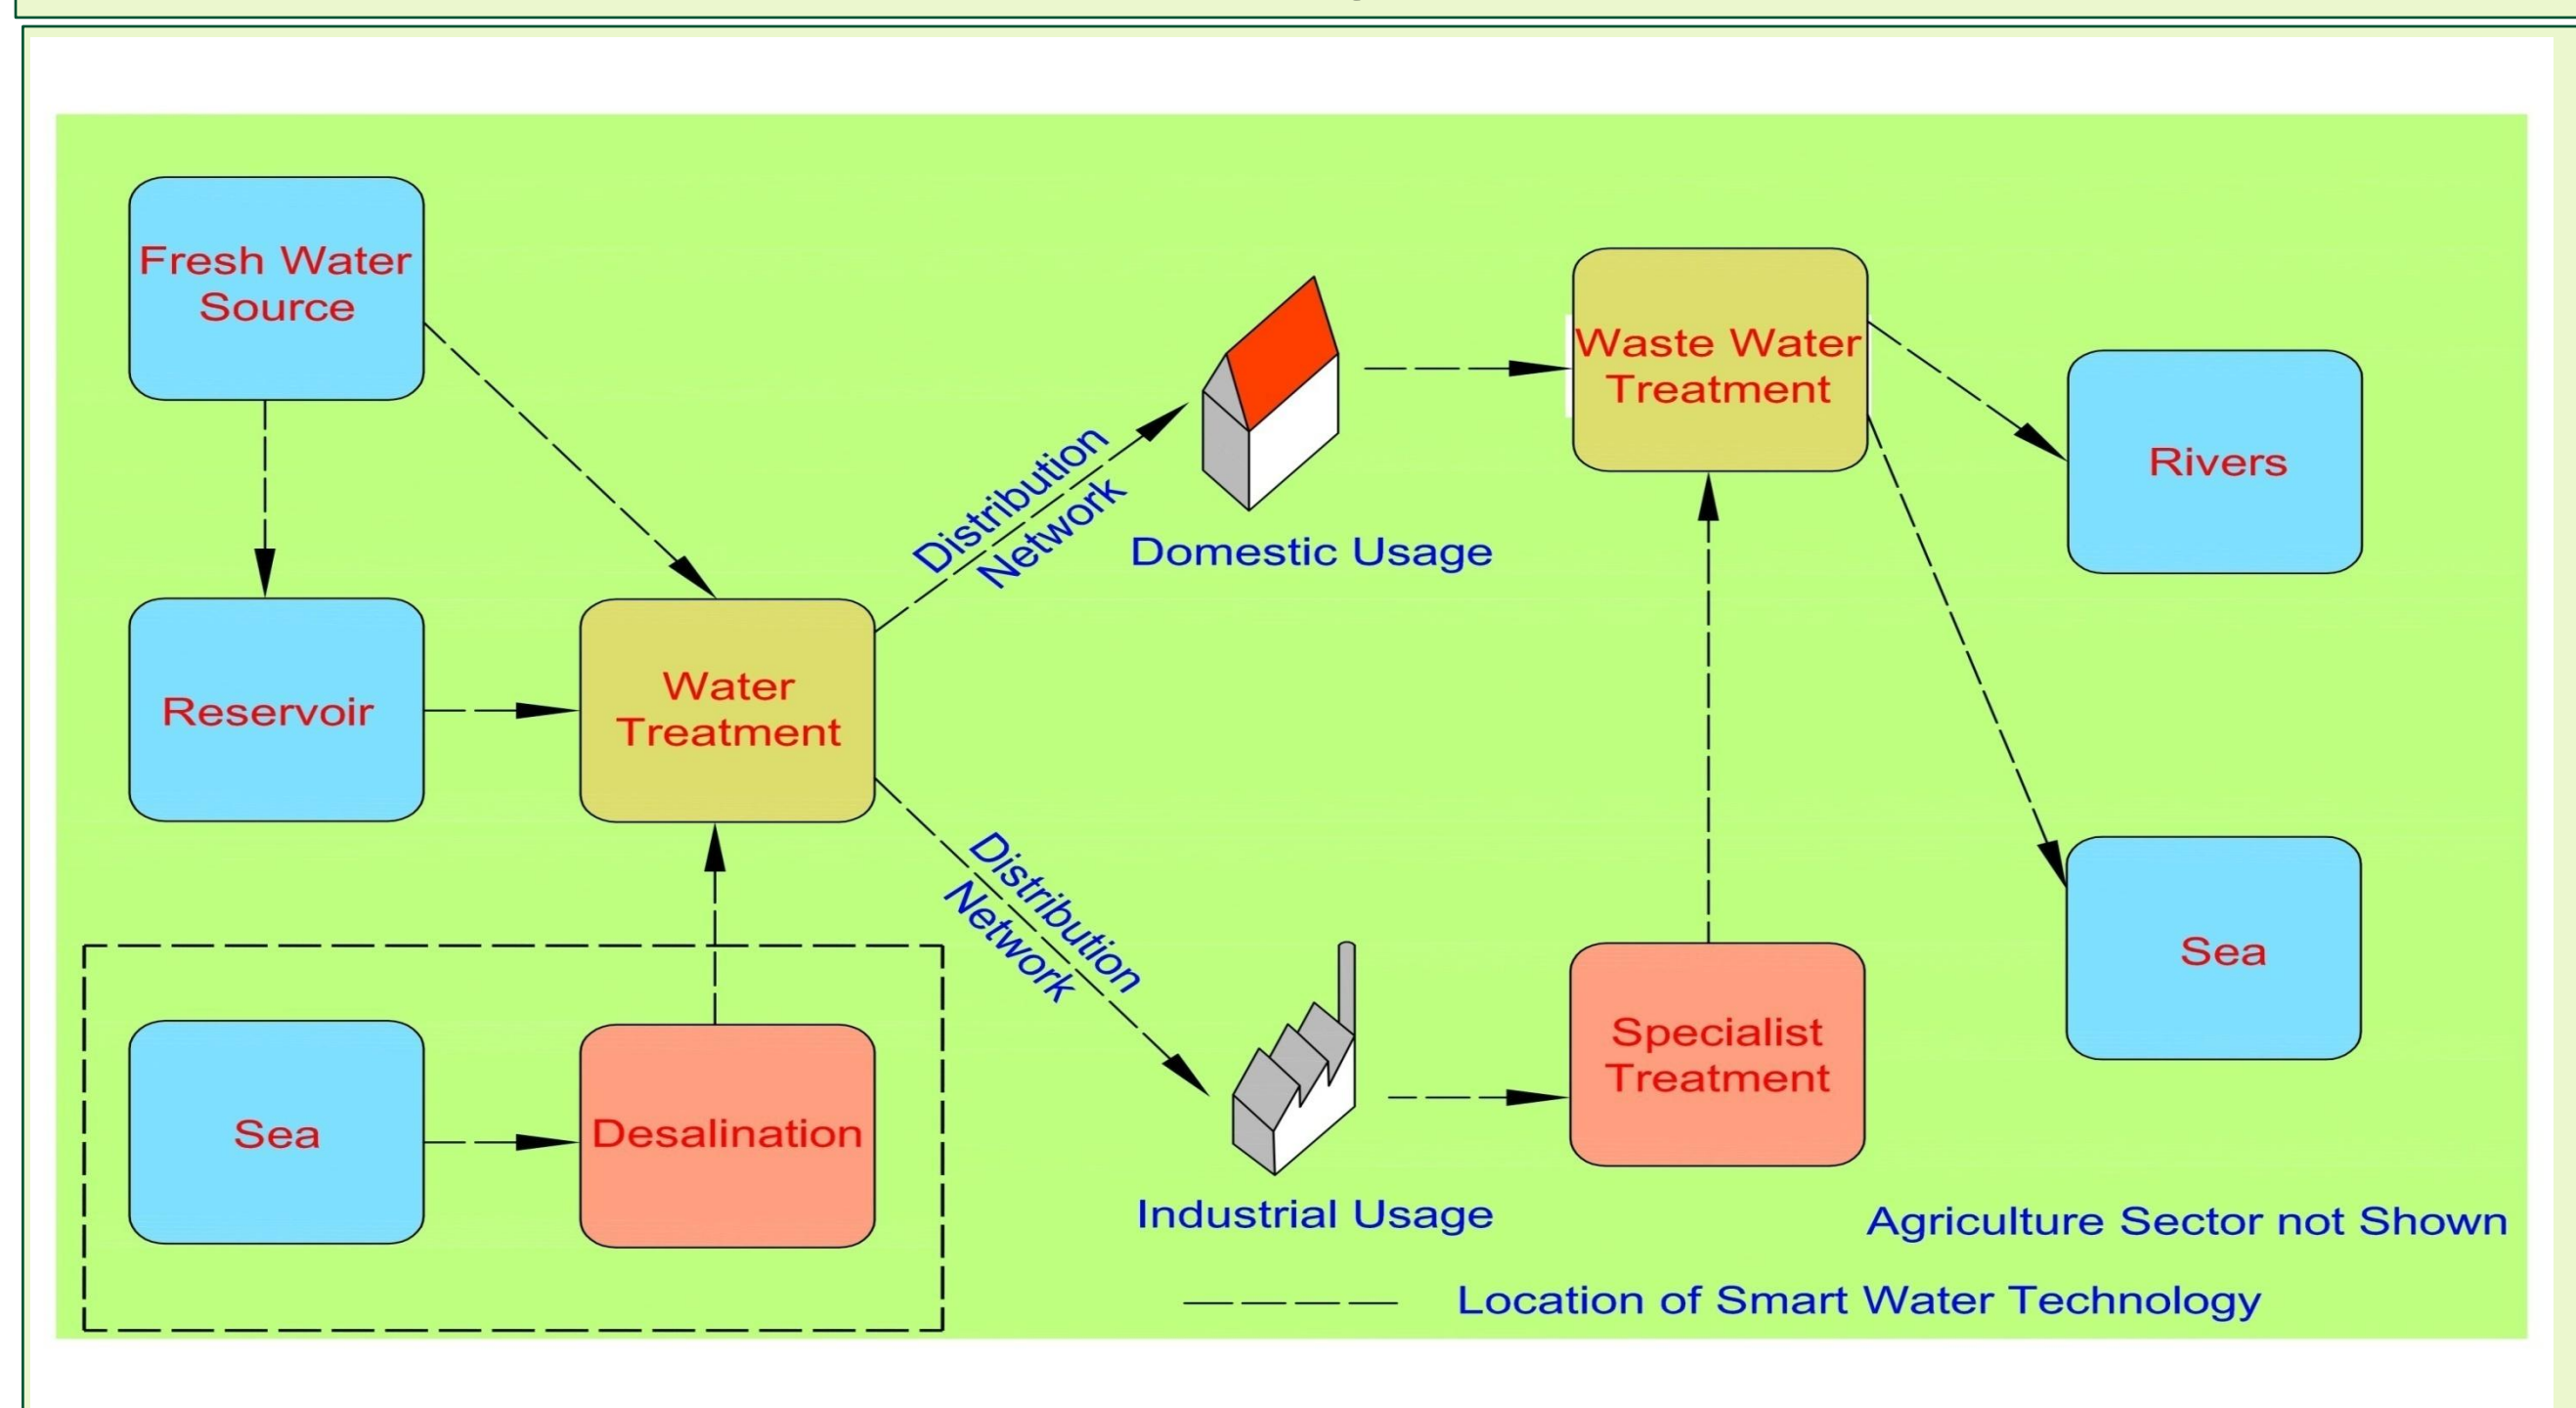 Fresh Water
Source
Waste Water
Treatment
Rivers
Distribution
Network
Domestic Usage
Reservoir
Water
Treatment
Distribution
Network
Sea
Specialist
Treatment
Sea
Desalination
Industrial Usage
Agriculture Sector not Shown
Location of Smart Water Technology